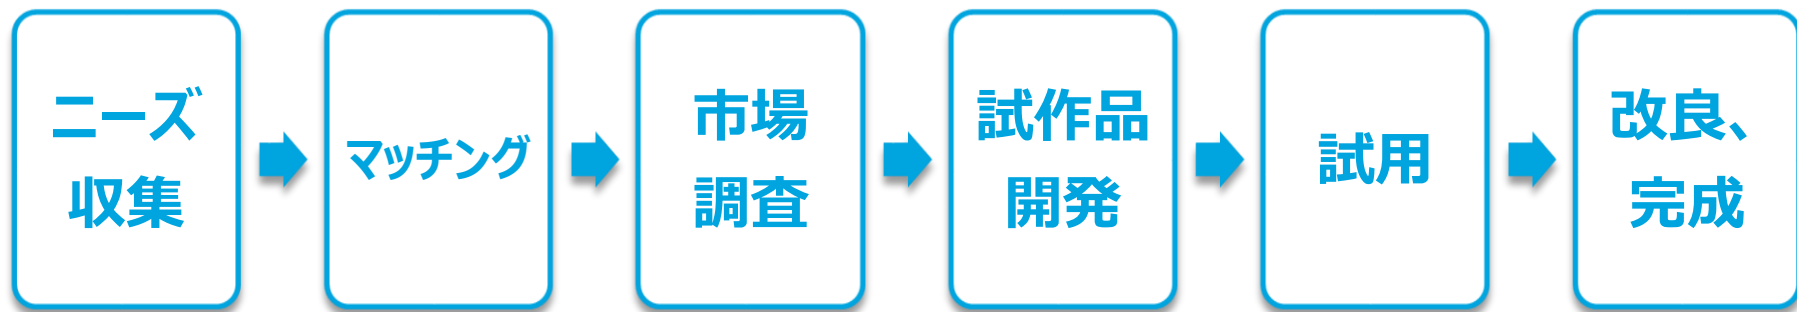 ニーズ
収集
マッチング
市場
調査
試作品
開発
試用
改良、
完成